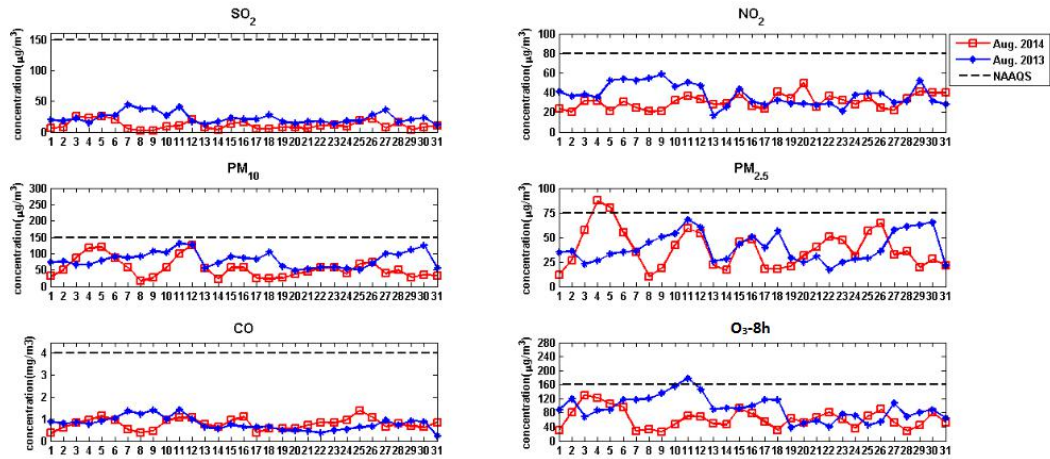 SO2
concentration(µg/m3)
150
100
50
0
1 2 3 4 5 6 7 8 9 10 11 12 13 14 15 16 17 18 19 20 21 22 23 24 25 26 27 28 29 30 31
NO2
concentration(µg/m3)
100
80
60
40
20
0
1 2 3 4 5 6 7 8 9 10 11 12 13 14 15 16 17 18 19 20 21 22 23 24 25 26 27 28 29 30 31
Aug. 2014
Aug. 2013
NAAQS
PM10
concentration(µg/m3)
300
250
200
150
100
50
0
1 2 3 4 5 6 7 8 9 10 11 12 13 14 15 16 17 18 19 20 21 22 23 24 25 26 27 28 29 30 31
PM2.5
concentration(µg/m3)
100
75
50
25
0
1 2 3 4 5 6 7 8 9 10 11 12 13 14 15 16 17 18 19 20 21 22 23 24 25 26 27 28 29 30 31
CO
concentration(mg/m3)
4
3
2
1
0
1 2 3 4 5 6 7 8 9 10 11 12 13 14 15 16 17 18 19 20 21 22 23 24 25 26 27 28 29 30 31
O3-8h
concentration(µg/m3)
280
240
200
160
120
80
40
0
1 2 3 4 5 6 7 8 9 10 11 12 13 14 15 16 17 18 19 20 21 22 23 24 25 26 27 28 29 30 31